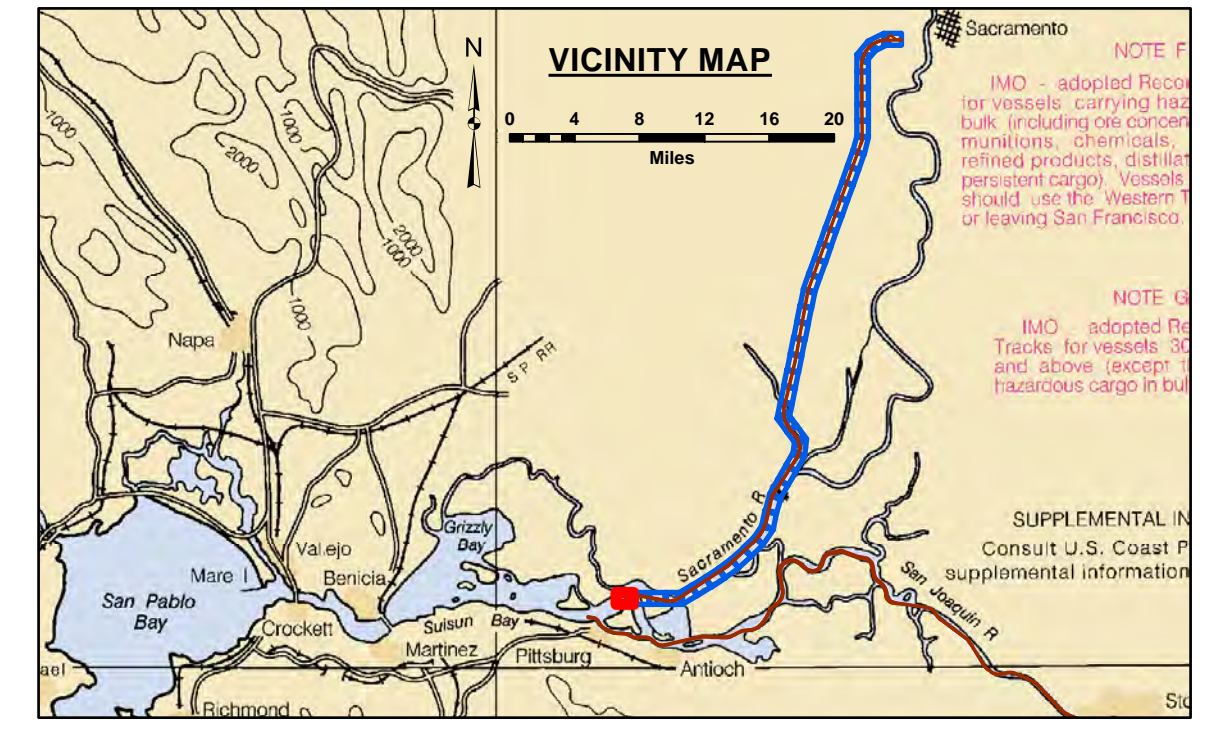 Sacramento
N
VICINITY MAP
0 4 8 12 16 20
Miles
NOTE F
IMO - adopted Recor
for vessels carrying haz
bulk (including ore concen
munitions, chemicals,
refined products, distillat
persistent cargo). Vessels
should use the Western T
or leaving San Francisco.
1000
2000
1000
2000
1000
1000
NOTE G
IMO - adopted Re
Tracks for vessels 30
and above (except t
hazardous cargo in bul
Napa
S P RR
Sacramento R
Grizzly
Bay
SUPPLEMENTAL IN
Consult U.S. Coast P
supplemental information
Vallejo
Mare I
Benicia
San Pablo
Bay
Crockett
Suisun Bay
Martinez
Pittsburg
Antioch
San Joaquin R
ael
Richmond
Sto